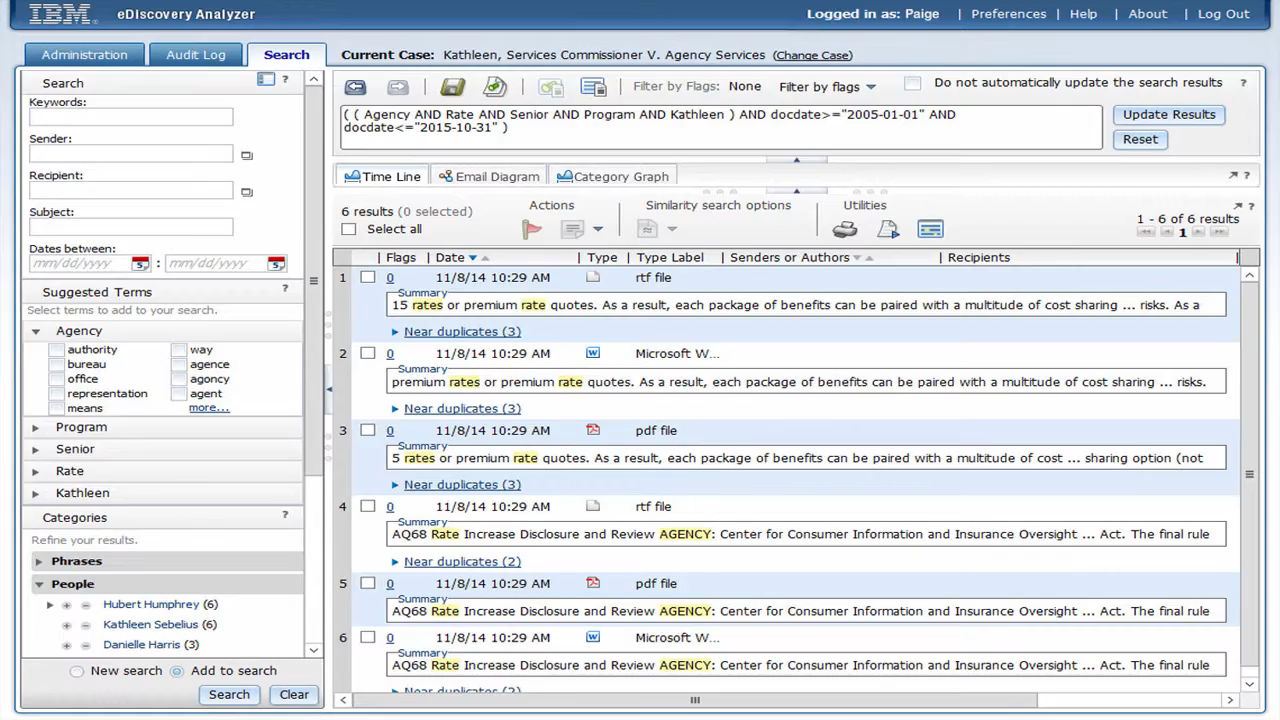 IBM eDiscovery Analyzer
Logged in as: Paige | Preferences | Help | About | Log Out
Administration
Audit Log
Search
Current Case: Kathleen, Services Commissioner V. Agency Services (Change Case)
Search ?
Keywords:
Sender:
Recipient:
Subject:
Dates between:
mm/dd/yyyy 5 : mm/dd/yyyy 5
Suggested Terms ?
Select terms to add to your search.
Agency
authority way
bureau agence
office agoncy
representation agent
means more...
Program
Senior
Rate
Kathleen
Categories ?
Refine your results.
Phrases
People
Hubert Humphrey (6)
Kathleen Sebelius (6)
Danielle Harris (3)
New search Add to search
Search Clear
Filter by Flags: None Filter by flags Do not automatically update the search results ?
( ( Agency AND Rate AND Senior AND Program AND Kathleen ) AND docdate>="2005-01-01" AND
docdate<="2015-10-31" )
Update Results
Reset
Time Line Email Diagram Category Graph ?
6 results (0 selected) Actions Similarity search options Utilities ?
Select all
1 - 6 of 6 results
1
Flags Date Type Type Label Senders or Authors Recipients
1 0 11/8/14 10:29 AM rtf file
Summary
15 rates or premium rate quotes. As a result, each package of benefits can be paired with a multitude of cost sharing ... risks. As a
Near duplicates (3)
2 0 11/8/14 10:29 AM W Microsoft W...
Summary
premium rates or premium rate quotes. As a result, each package of benefits can be paired with a multitude of cost sharing ... risks.
Near duplicates (3)
3 0 11/8/14 10:29 AM pdf file
Summary
5 rates or premium rate quotes. As a result, each package of benefits can be paired with a multitude of cost ... sharing option (not
Near duplicates (3)
4 0 11/8/14 10:29 AM rtf file
Summary
AQ68 Rate Increase Disclosure and Review AGENCY: Center for Consumer Information and Insurance Oversight ... Act. The final rule
Near duplicates (2)
5 0 11/8/14 10:29 AM pdf file
Summary
AQ68 Rate Increase Disclosure and Review AGENCY: Center for Consumer Information and Insurance Oversight ... Act. The final rule
6 0 11/8/14 10:29 AM W Microsoft W...
Summary
AQ68 Rate Increase Disclosure and Review AGENCY: Center for Consumer Information and Insurance Oversight ... Act. The final rule
Near duplicates (2)